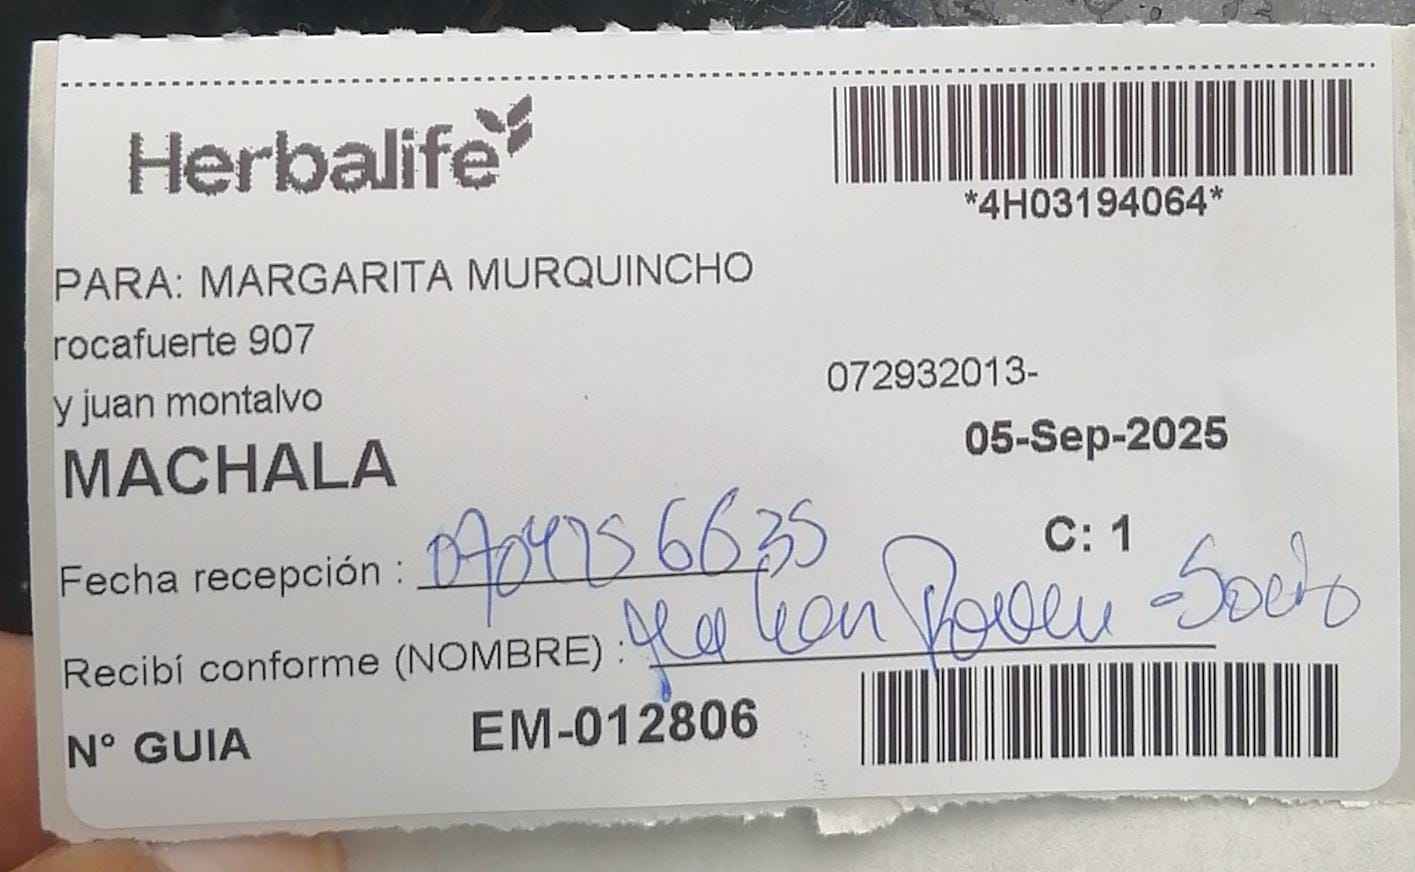 Herbalife
*4H03194064*
PARA: MARGARITA MURQUINCHO
rocafuerte 907
072932013-
y juan montalvo
05-Sep-2025
MACHALA
C: 1
Fecha recepción : 0704756635
Recibí conforme (NOMBRE) :
N° GUIA EM-012806